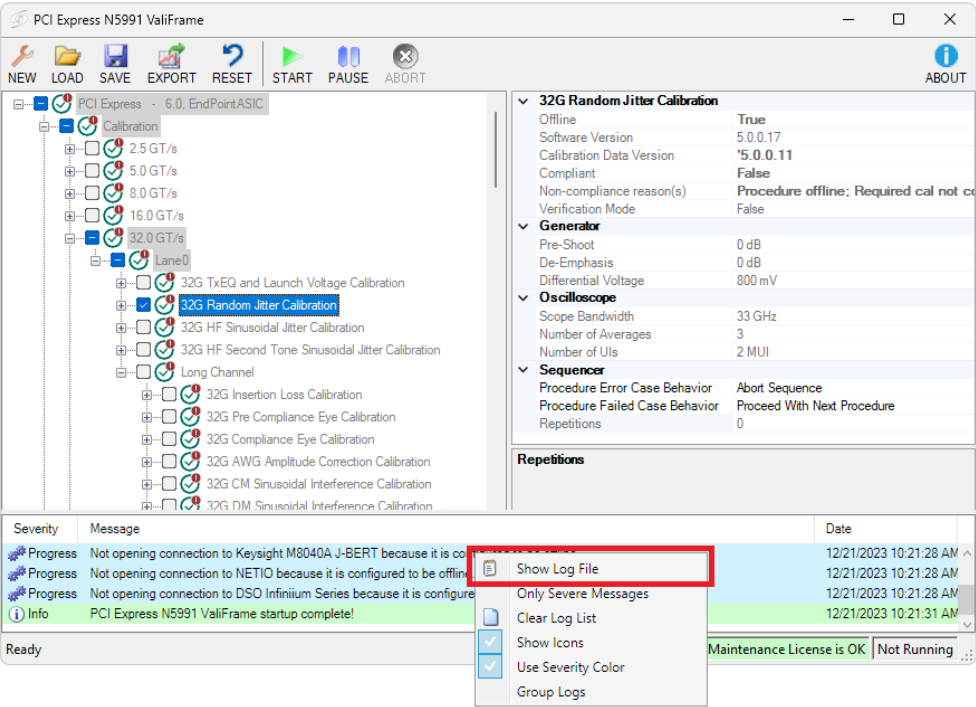 PCI Express N5991 ValiFrame
NEW LOAD SAVE EXPORT RESET START PAUSE ABORT ABOUT
PCI Express - 6.0, EndPointASIC
Calibration
2.5 GT/s
5.0 GT/s
8.0 GT/s
16.0 GT/s
32.0 GT/s
Lane0
32G TxEQ and Launch Voltage Calibration
32G Random Jitter Calibration
32G HF Sinusoidal Jitter Calibration
32G HF Second Tone Sinusoidal Jitter Calibration
Long Channel
32G Insertion Loss Calibration
32G Pre Compliance Eye Calibration
32G Compliance Eye Calibration
32G AWG Amplitude Correction Calibration
32G CM Sinusoidal Interference Calibration
32G DM Sinusoidal Interference Calibration
32G Random Jitter Calibration
Offline True
Software Version 5.0.0.17
Calibration Data Version '5.0.0.11
Compliant False
Non-compliance reason(s) Procedure offline; Required cal not co
Verification Mode False
Generator
Pre-Shoot 0 dB
De-Emphasis 0 dB
Differential Voltage 800 mV
Oscilloscope
Scope Bandwidth 33 GHz
Number of Averages 3
Number of UIs 2 MUI
Sequencer
Procedure Error Case Behavior Abort Sequence
Procedure Failed Case Behavior Proceed With Next Procedure
Repetitions 0
Repetitions
Severity Message Date
Progress Not opening connection to Keysight M8040A J-BERT because it is 12/21/2023 10:21:28 AM
Progress Not opening connection to NETIO because it is configured to be offline 12/21/2023 10:21:28 AM
Progress Not opening connection to DSO Infiniium Series because it is configure 12/21/2023 10:21:28 AM
Info PCI Express N5991 ValiFrame startup complete! 12/21/2023 10:21:31 AM
Show Log File
Only Severe Messages
Clear Log List
Show Icons
Use Severity Color
Group Logs
Ready Maintenance License is OK Not Running